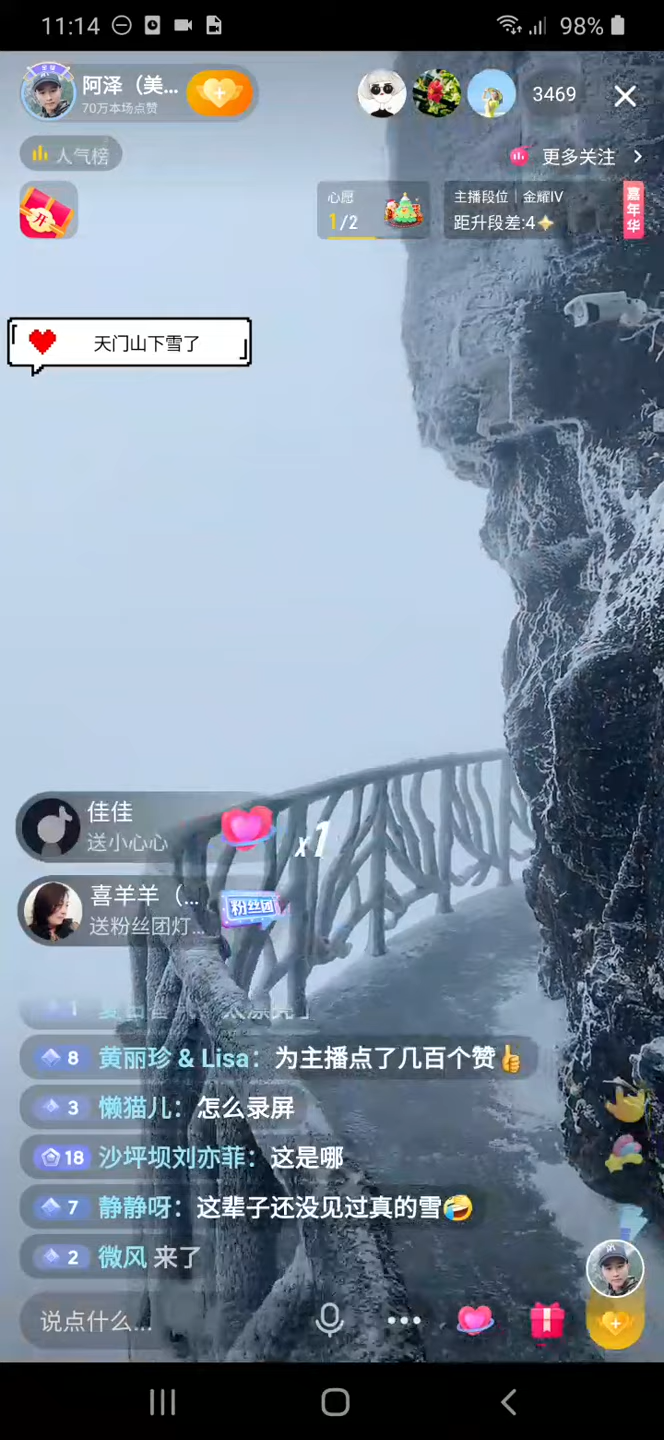 11:14
98%
阿泽（美...
70万本场点赞
3469
人气榜
更多关注
开
心愿
1/2
主播段位｜金耀IV
距升段差:4
嘉年华
天门山下雪了
佳佳
送小心心
x1
喜羊羊（...
送粉丝团灯...
粉丝团
8 黄丽珍 & Lisa：为主播点了几百个赞👍
3 懒猫儿：怎么录屏
18 沙坪坝刘亦菲：这是哪
7 静静呀：这辈子还没见过真的雪🤣
2 微风 来了
说点什么...